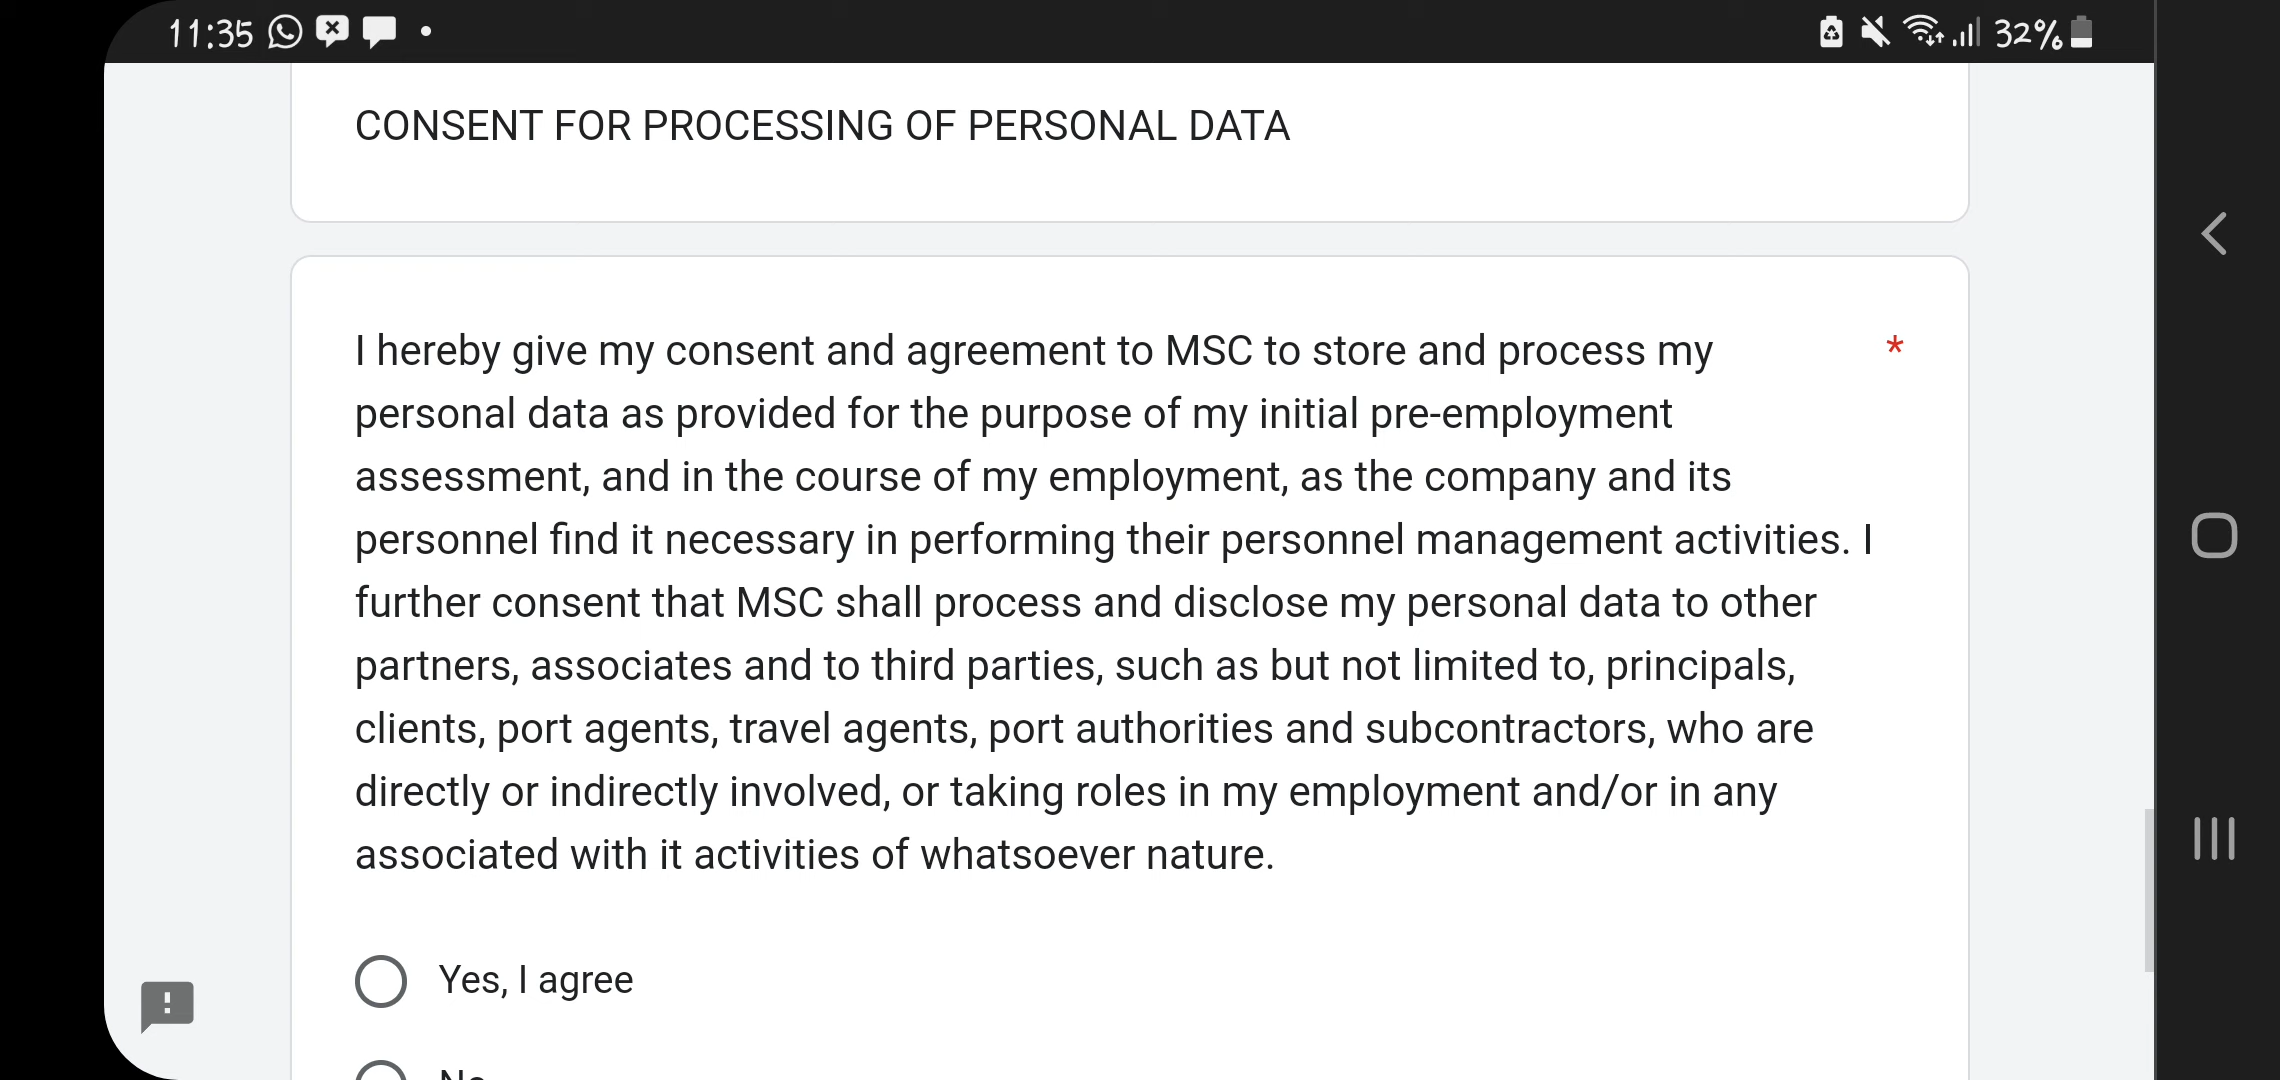 11:35
32%
CONSENT FOR PROCESSING OF PERSONAL DATA
I hereby give my consent and agreement to MSC to store and process my *
personal data as provided for the purpose of my initial pre-employment
assessment, and in the course of my employment, as the company and its
personnel find it necessary in performing their personnel management activities. I
further consent that MSC shall process and disclose my personal data to other
partners, associates and to third parties, such as but not limited to, principals,
clients, port agents, travel agents, port authorities and subcontractors, who are
directly or indirectly involved, or taking roles in my employment and/or in any
associated with it activities of whatsoever nature.
Yes, I agree
No